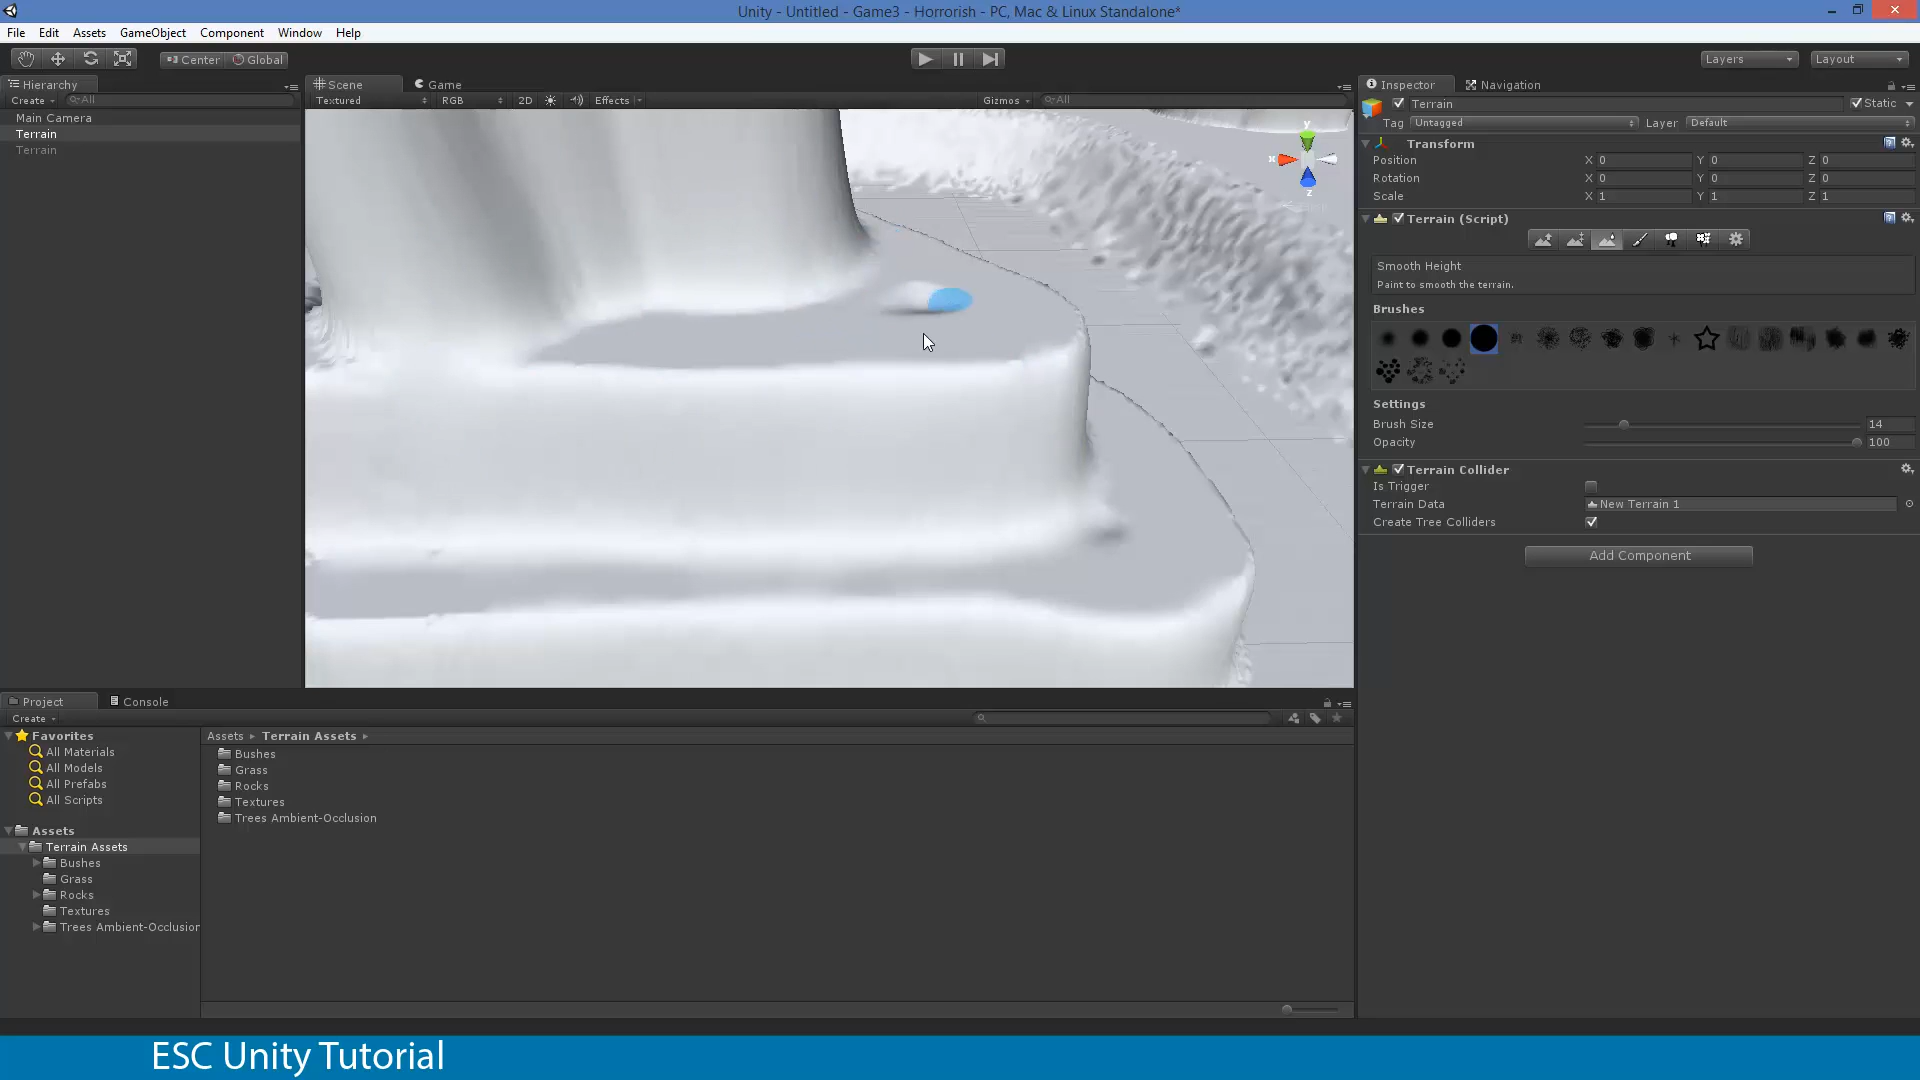 Unity - Untitled - Game3 - Horrorish - PC, Mac & Linux Standalone*
File Edit Assets GameObject Component Window Help
Center Global
Layers Layout
Hierarchy
Create All
Main Camera
Terrain
Terrain
Scene Game
Textured RGB 2D Effects Gizmos All
y
x
z
Inspector Navigation
Terrain Static
Tag Untagged Layer Default
Transform
Position X 0 Y 0 Z 0
Rotation X 0 Y 0 Z 0
Scale X 1 Y 1 Z 1
Terrain (Script)
Smooth Height
Paint to smooth the terrain.
Brushes
Settings
Brush Size 14
Opacity 100
Terrain Collider
Is Trigger
Terrain Data New Terrain 1
Create Tree Colliders
Add Component
Project Console
Create
Favorites
All Materials
All Models
All Prefabs
All Scripts
Assets
Terrain Assets
Bushes
Grass
Rocks
Textures
Trees Ambient-Occlusion
Assets Terrain Assets
Bushes
Grass
Rocks
Textures
Trees Ambient-Occlusion
ESC Unity Tutorial